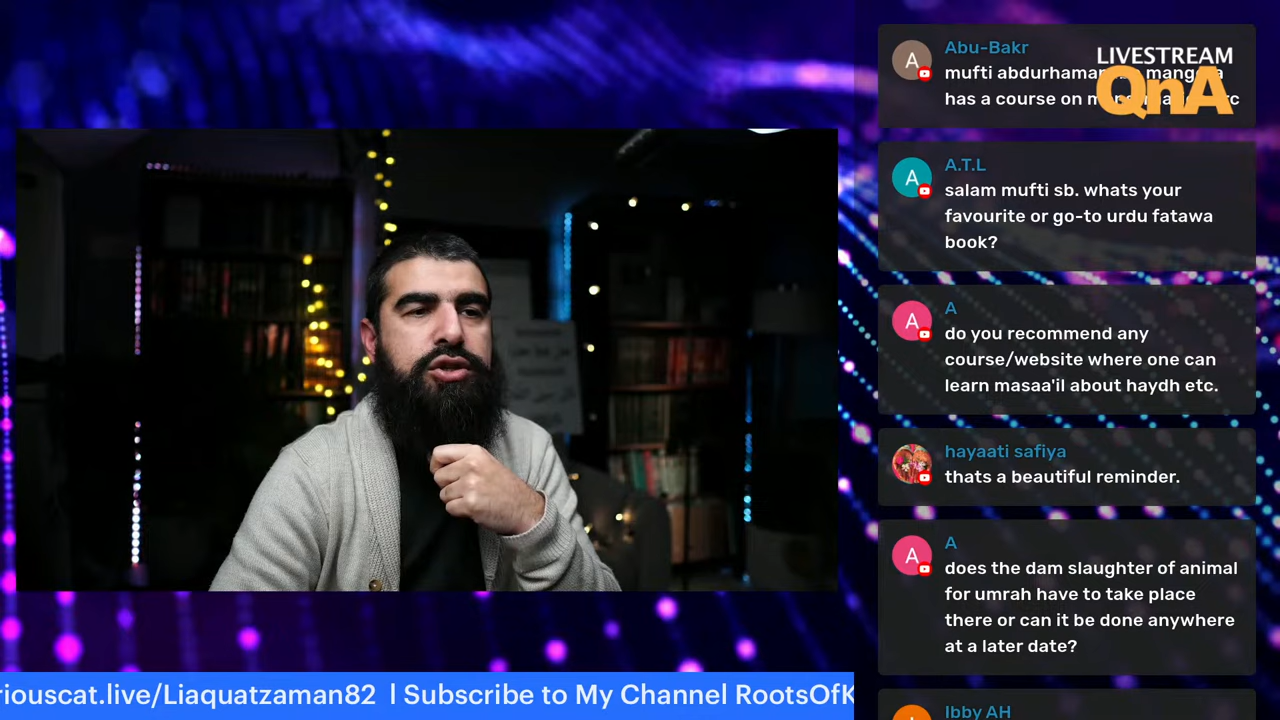 Abu-Bakr
mufti abdurhaman
has a course on
LIVESTREAM
QnA
A.T.L
salam mufti sb. whats your
favourite or go-to urdu fatawa
book?
A
do you recommend any
course/website where one can
learn masaa'il about haydh etc.
hayaati safiya
thats a beautiful reminder.
A
does the dam slaughter of animal
for umrah have to take place
there or can it be done anywhere
at a later date?
Ibby AH
riouscat.live/Liaquatzaman82 | Subscribe to My Channel RootsOfK